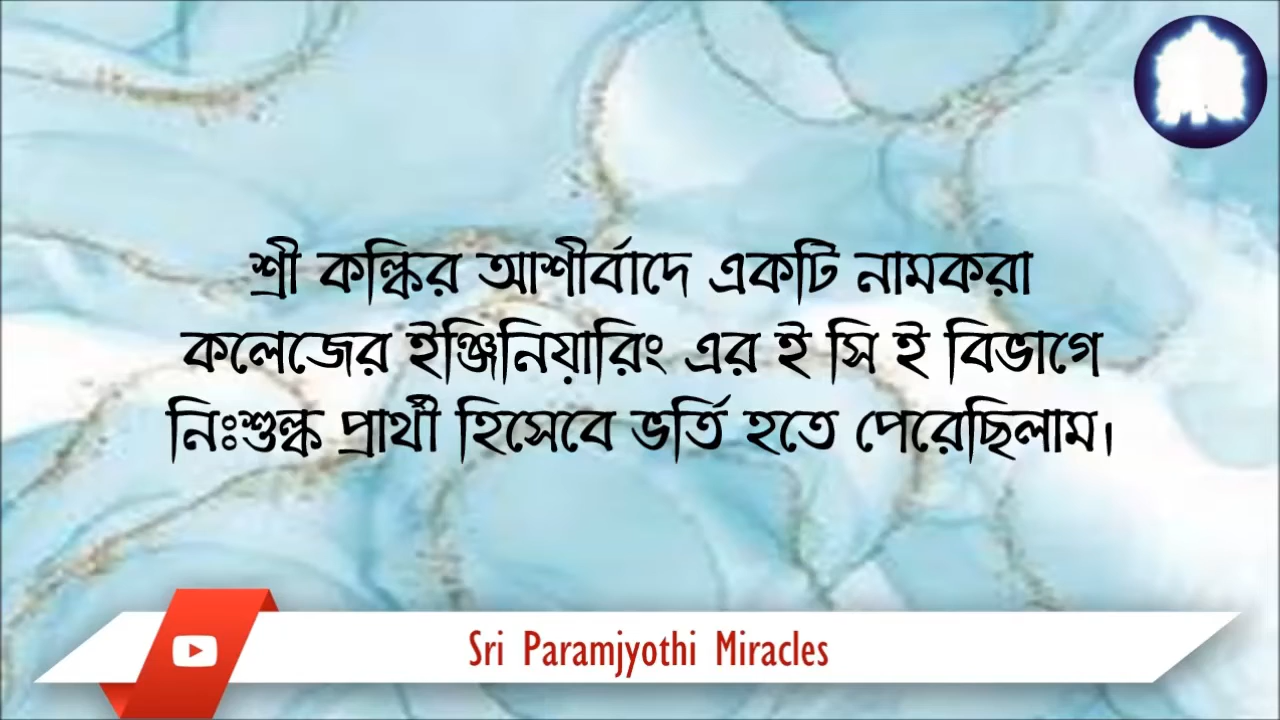 শ্রী কল্কির আশীর্বাদে একটি নামকরা
কলেজের ইঞ্জিনিয়ারিং এর ই সি ই বিভাগে
নিঃশুল্ক প্রার্থী হিসেবে ভর্তি হতে পেরেছিলাম।
Sri Paramjyothi Miracles